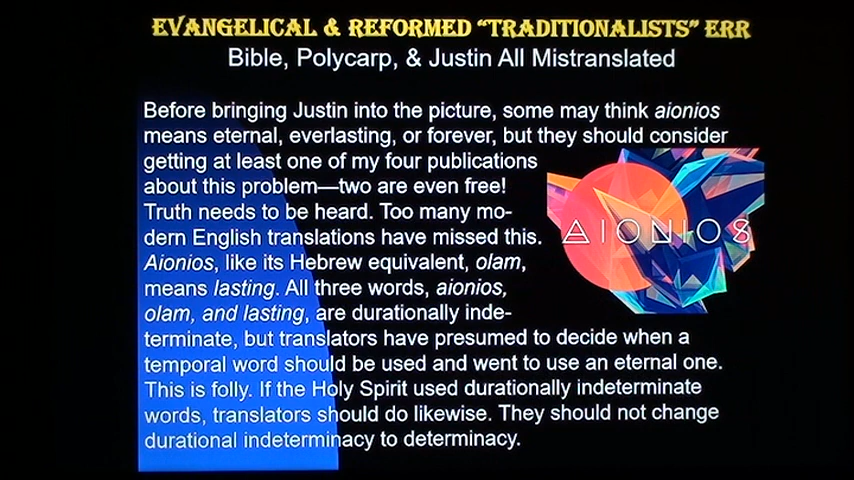 EVANGELICAL & REFORMED “TRADITIONALISTS” ERR
Bible, Polycarp, & Justin All Mistranslated
Before bringing Justin into the picture, some may think aionios
means eternal, everlasting, or forever, but they should consider
getting at least one of my four publications
about this problem—two are even free!
Truth needs to be heard. Too many mo-
dern English translations have missed this.
Aionios, like its Hebrew equivalent, olam,
means lasting. All three words, aionios,
olam, and lasting, are durationally inde-
terminate, but translators have presumed to decide when a
temporal word should be used and went to use an eternal one.
This is folly. If the Holy Spirit used durationally indeterminate
words, translators should do likewise. They should not change
durational indeterminacy to determinacy.
AIONIOS